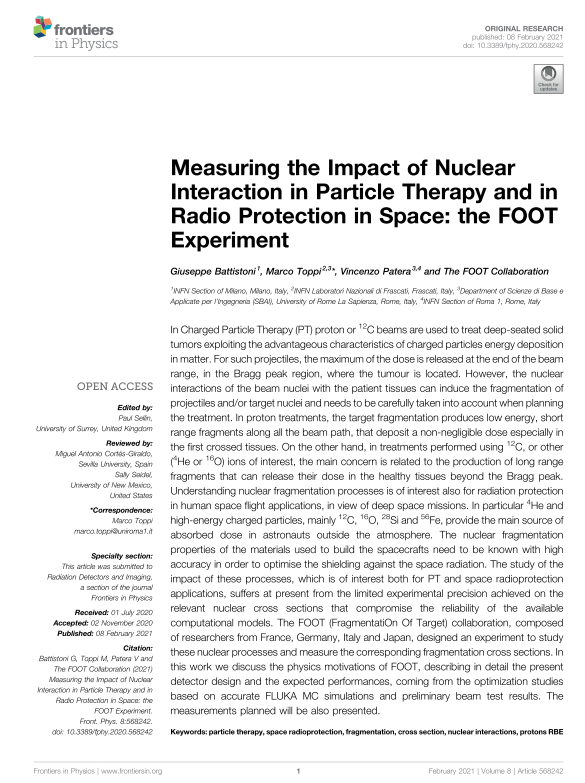 frontiers
in Physics
ORIGINAL RESEARCH
published: 08 February 2021
doi: 10.3389/fphy.2020.568242
Check for
updates
Measuring the Impact of Nuclear
Interaction in Particle Therapy and in
Radio Protection in Space: the FOOT
Experiment
Giuseppe Battistoni 1, Marco Toppi 2,3*, Vincenzo Patera 3,4 and The FOOT Collaboration
1INFN Section of Milano, Milano, Italy, 2INFN Laboratori Nazionali di Frascati, Frascati, Italy, 3Department of Scienze di Base e
Applicate per l'Ingegneria (SBAI), University of Rome La Sapienza, Rome, Italy, 4INFN Section of Roma 1, Rome, Italy
OPEN ACCESS
Edited by:
Paul Sellin,
University of Surrey, United Kingdom
Reviewed by:
Miguel Antonio Cortés-Giraldo,
Sevilla University, Spain
Sally Seidel,
University of New Mexico,
United States
*Correspondence:
Marco Toppi
marco.toppi@uniroma1.it
Specialty section:
This article was submitted to
Radiation Detectors and Imaging,
a section of the journal
Frontiers in Physics
Received: 01 July 2020
Accepted: 02 November 2020
Published: 08 February 2021
Citation:
Battistoni G, Toppi M, Patera V and
The FOOT Collaboration (2021)
Measuring the Impact of Nuclear
Interaction in Particle Therapy and in
Radio Protection in Space: the
FOOT Experiment.
Front. Phys. 8:568242.
doi: 10.3389/fphy.2020.568242
In Charged Particle Therapy (PT) proton or 12C beams are used to treat deep-seated solid
tumors exploiting the advantageous characteristics of charged particles energy deposition
in matter. For such projectiles, the maximum of the dose is released at the end of the beam
range, in the Bragg peak region, where the tumour is located. However, the nuclear
interactions of the beam nuclei with the patient tissues can induce the fragmentation of
projectiles and/or target nuclei and needs to be carefully taken into account when planning
the treatment. In proton treatments, the target fragmentation produces low energy, short
range fragments along all the beam path, that deposit a non-negligible dose especially in
the first crossed tissues. On the other hand, in treatments performed using 12C, or other
(4He or 16O) ions of interest, the main concern is related to the production of long range
fragments that can release their dose in the healthy tissues beyond the Bragg peak.
Understanding nuclear fragmentation processes is of interest also for radiation protection
in human space flight applications, in view of deep space missions. In particular 4He and
high-energy charged particles, mainly 12C, 16O, 28Si and 56Fe, provide the main source of
absorbed dose in astronauts outside the atmosphere. The nuclear fragmentation
properties of the materials used to build the spacecrafts need to be known with high
accuracy in order to optimise the shielding against the space radiation. The study of the
impact of these processes, which is of interest both for PT and space radioprotection
applications, suffers at present from the limited experimental precision achieved on the
relevant nuclear cross sections that compromise the reliability of the available
computational models. The FOOT (FragmentatiOn Of Target) collaboration, composed
of researchers from France, Germany, Italy and Japan, designed an experiment to study
these nuclear processes and measure the corresponding fragmentation cross sections. In
this work we discuss the physics motivations of FOOT, describing in detail the present
detector design and the expected performances, coming from the optimization studies
based on accurate FLUKA MC simulations and preliminary beam test results. The
measurements planned will be also presented.
Keywords: particle therapy, space radioprotection, fragmentation, cross section, nuclear interactions, protons RBE
Frontiers in Physics | www.frontiersin.org
1
February 2021 | Volume 8 | Article 568242